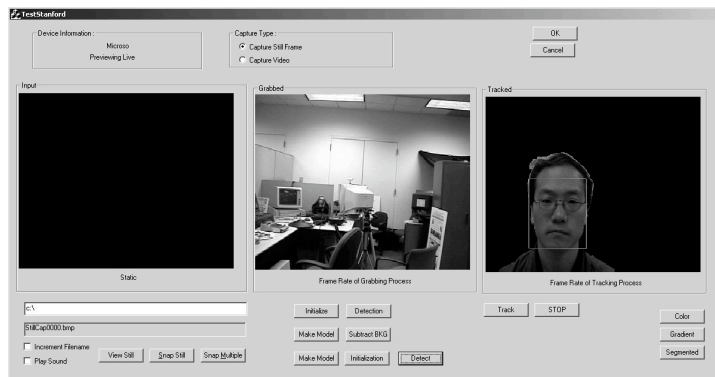 TestStanford
Device Information :
Microso
Previewing Live
Capture Type :
Capture Still Frame
Capture Video
OK
Cancel
Input
Static
Grabbed
Frame Rate of Grabbing Process
Tracked
Frame Rate of Tracking Process
c:\
StillCap0000.bmp
Increment Filename
Play Sound
View Still
Snap Still
Snap Multiple
Initialize
Detection
Make Model
Subtract BKG
Make Model
Initialization
Detect
Track
STOP
Color
Gradient
Segmented